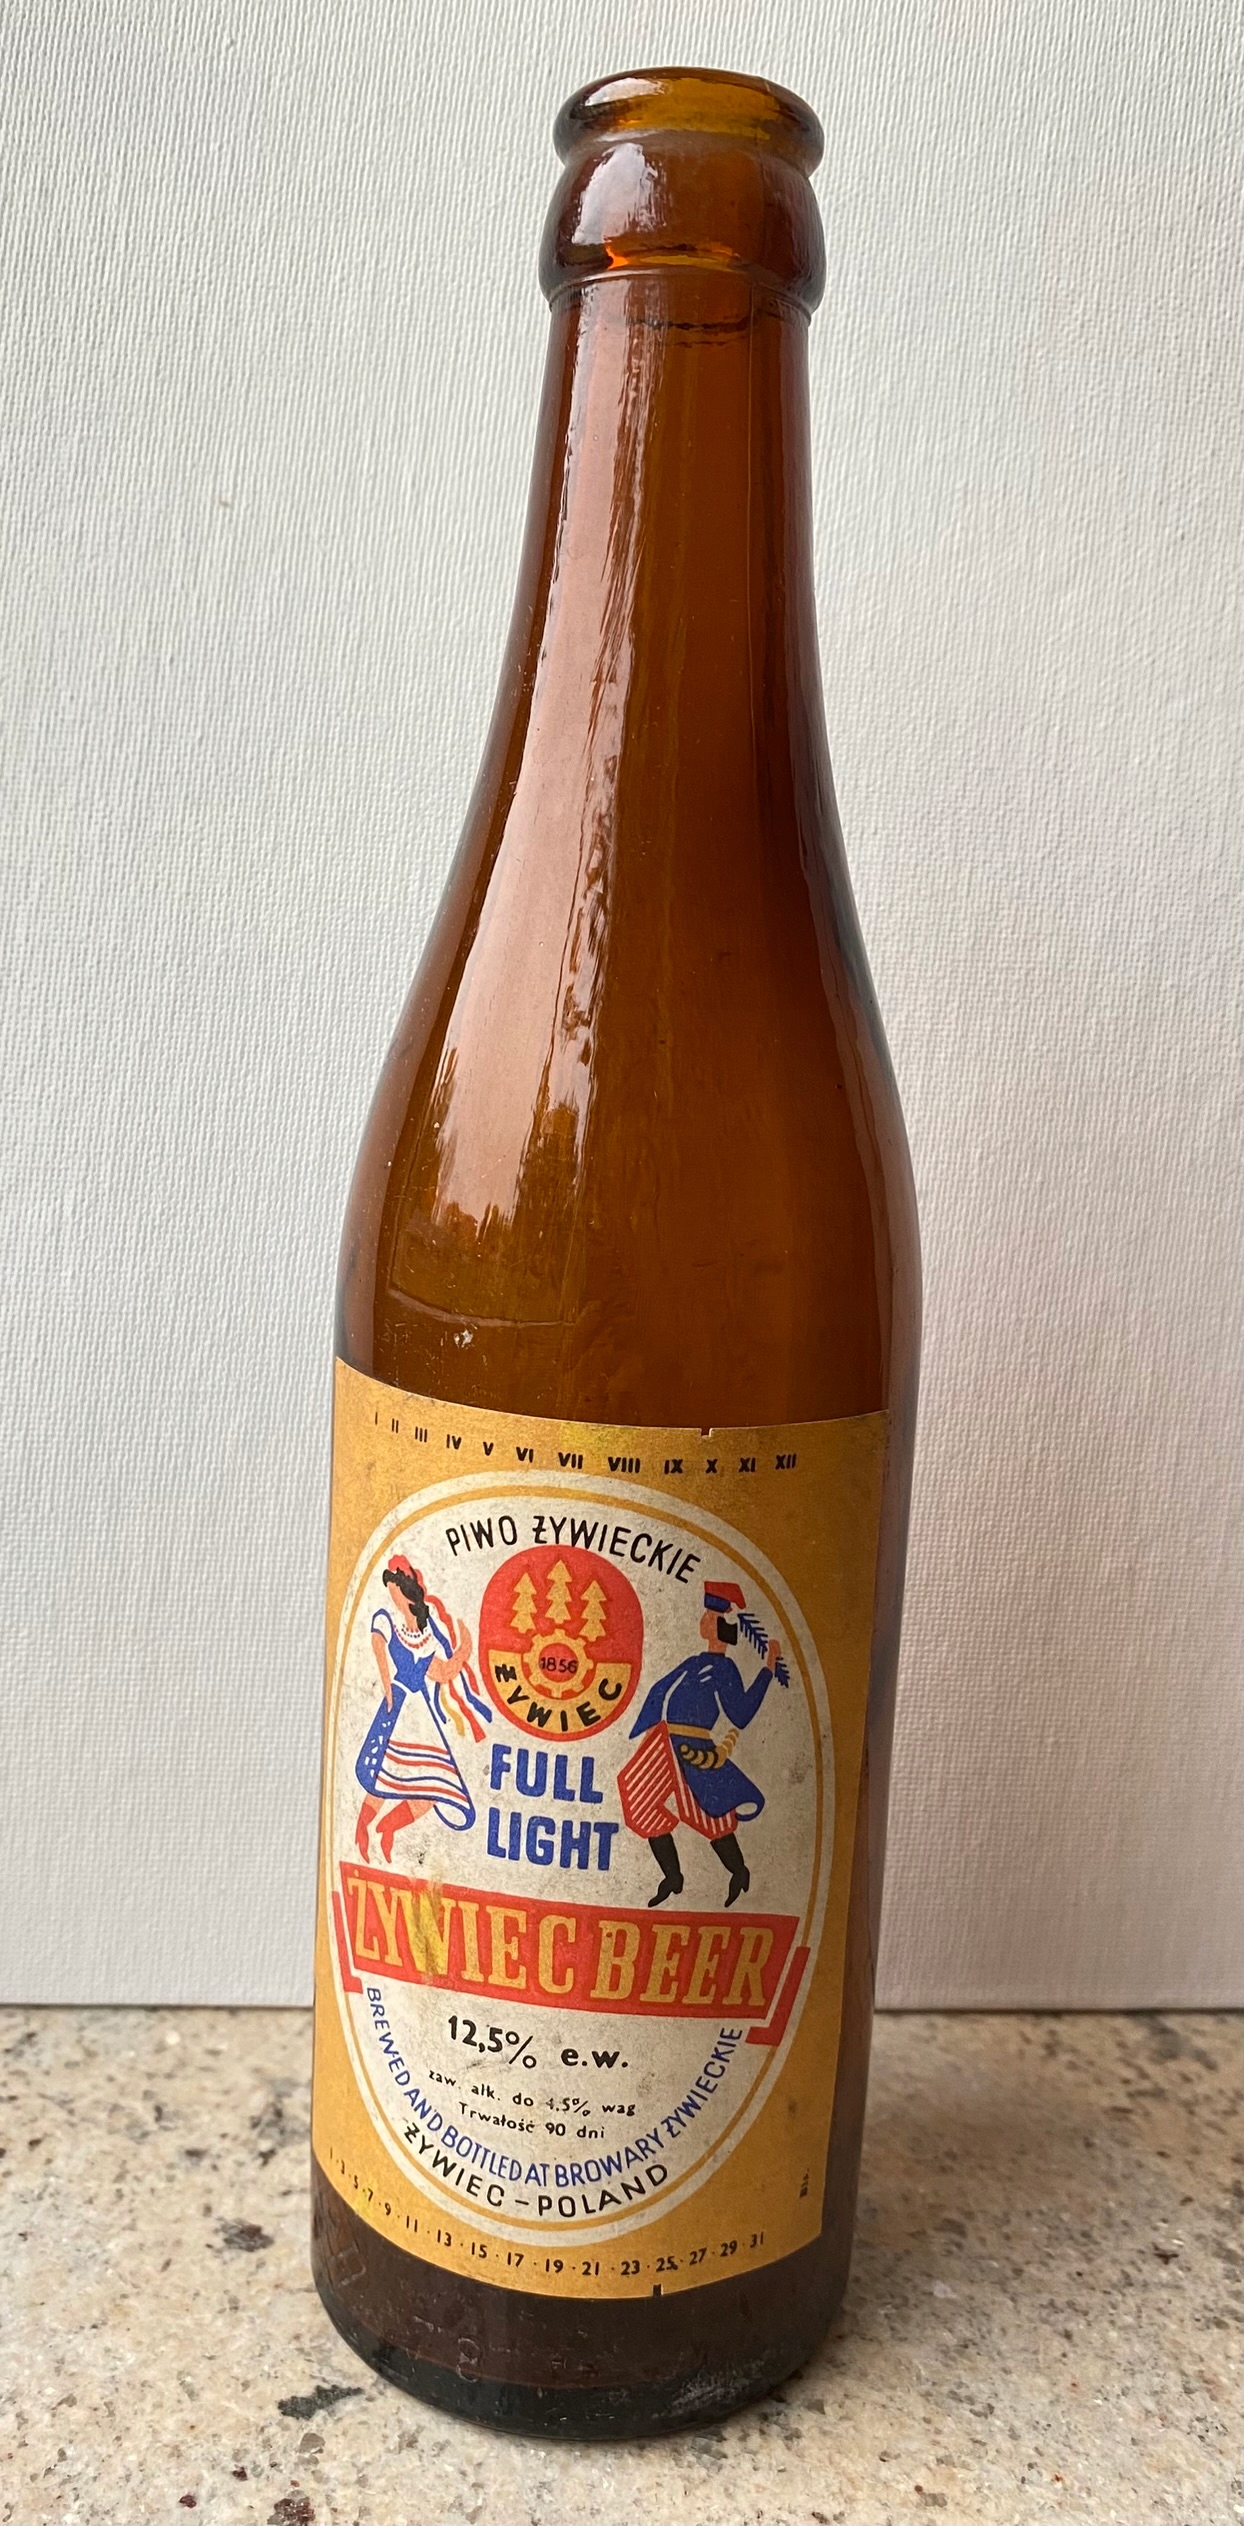 I II III IV V VI VII VIII IX X XI XII
PIWO ŻYWIECKIE
1856
ŻYWIEC
FULL
LIGHT
ŻYWIEC BEER
12,5% e.w.
zaw. alk. do 4.5% wag
Trwałość 90 dni
BREWED AND BOTTLED AT BROWARY ŻYWIECKIE
ŻYWIEC – POLAND
1 · 3 · 5 · 7 · 9 · 11 · 13 · 15 · 17 · 19 · 21 · 23 · 25 · 27 · 29 · 31